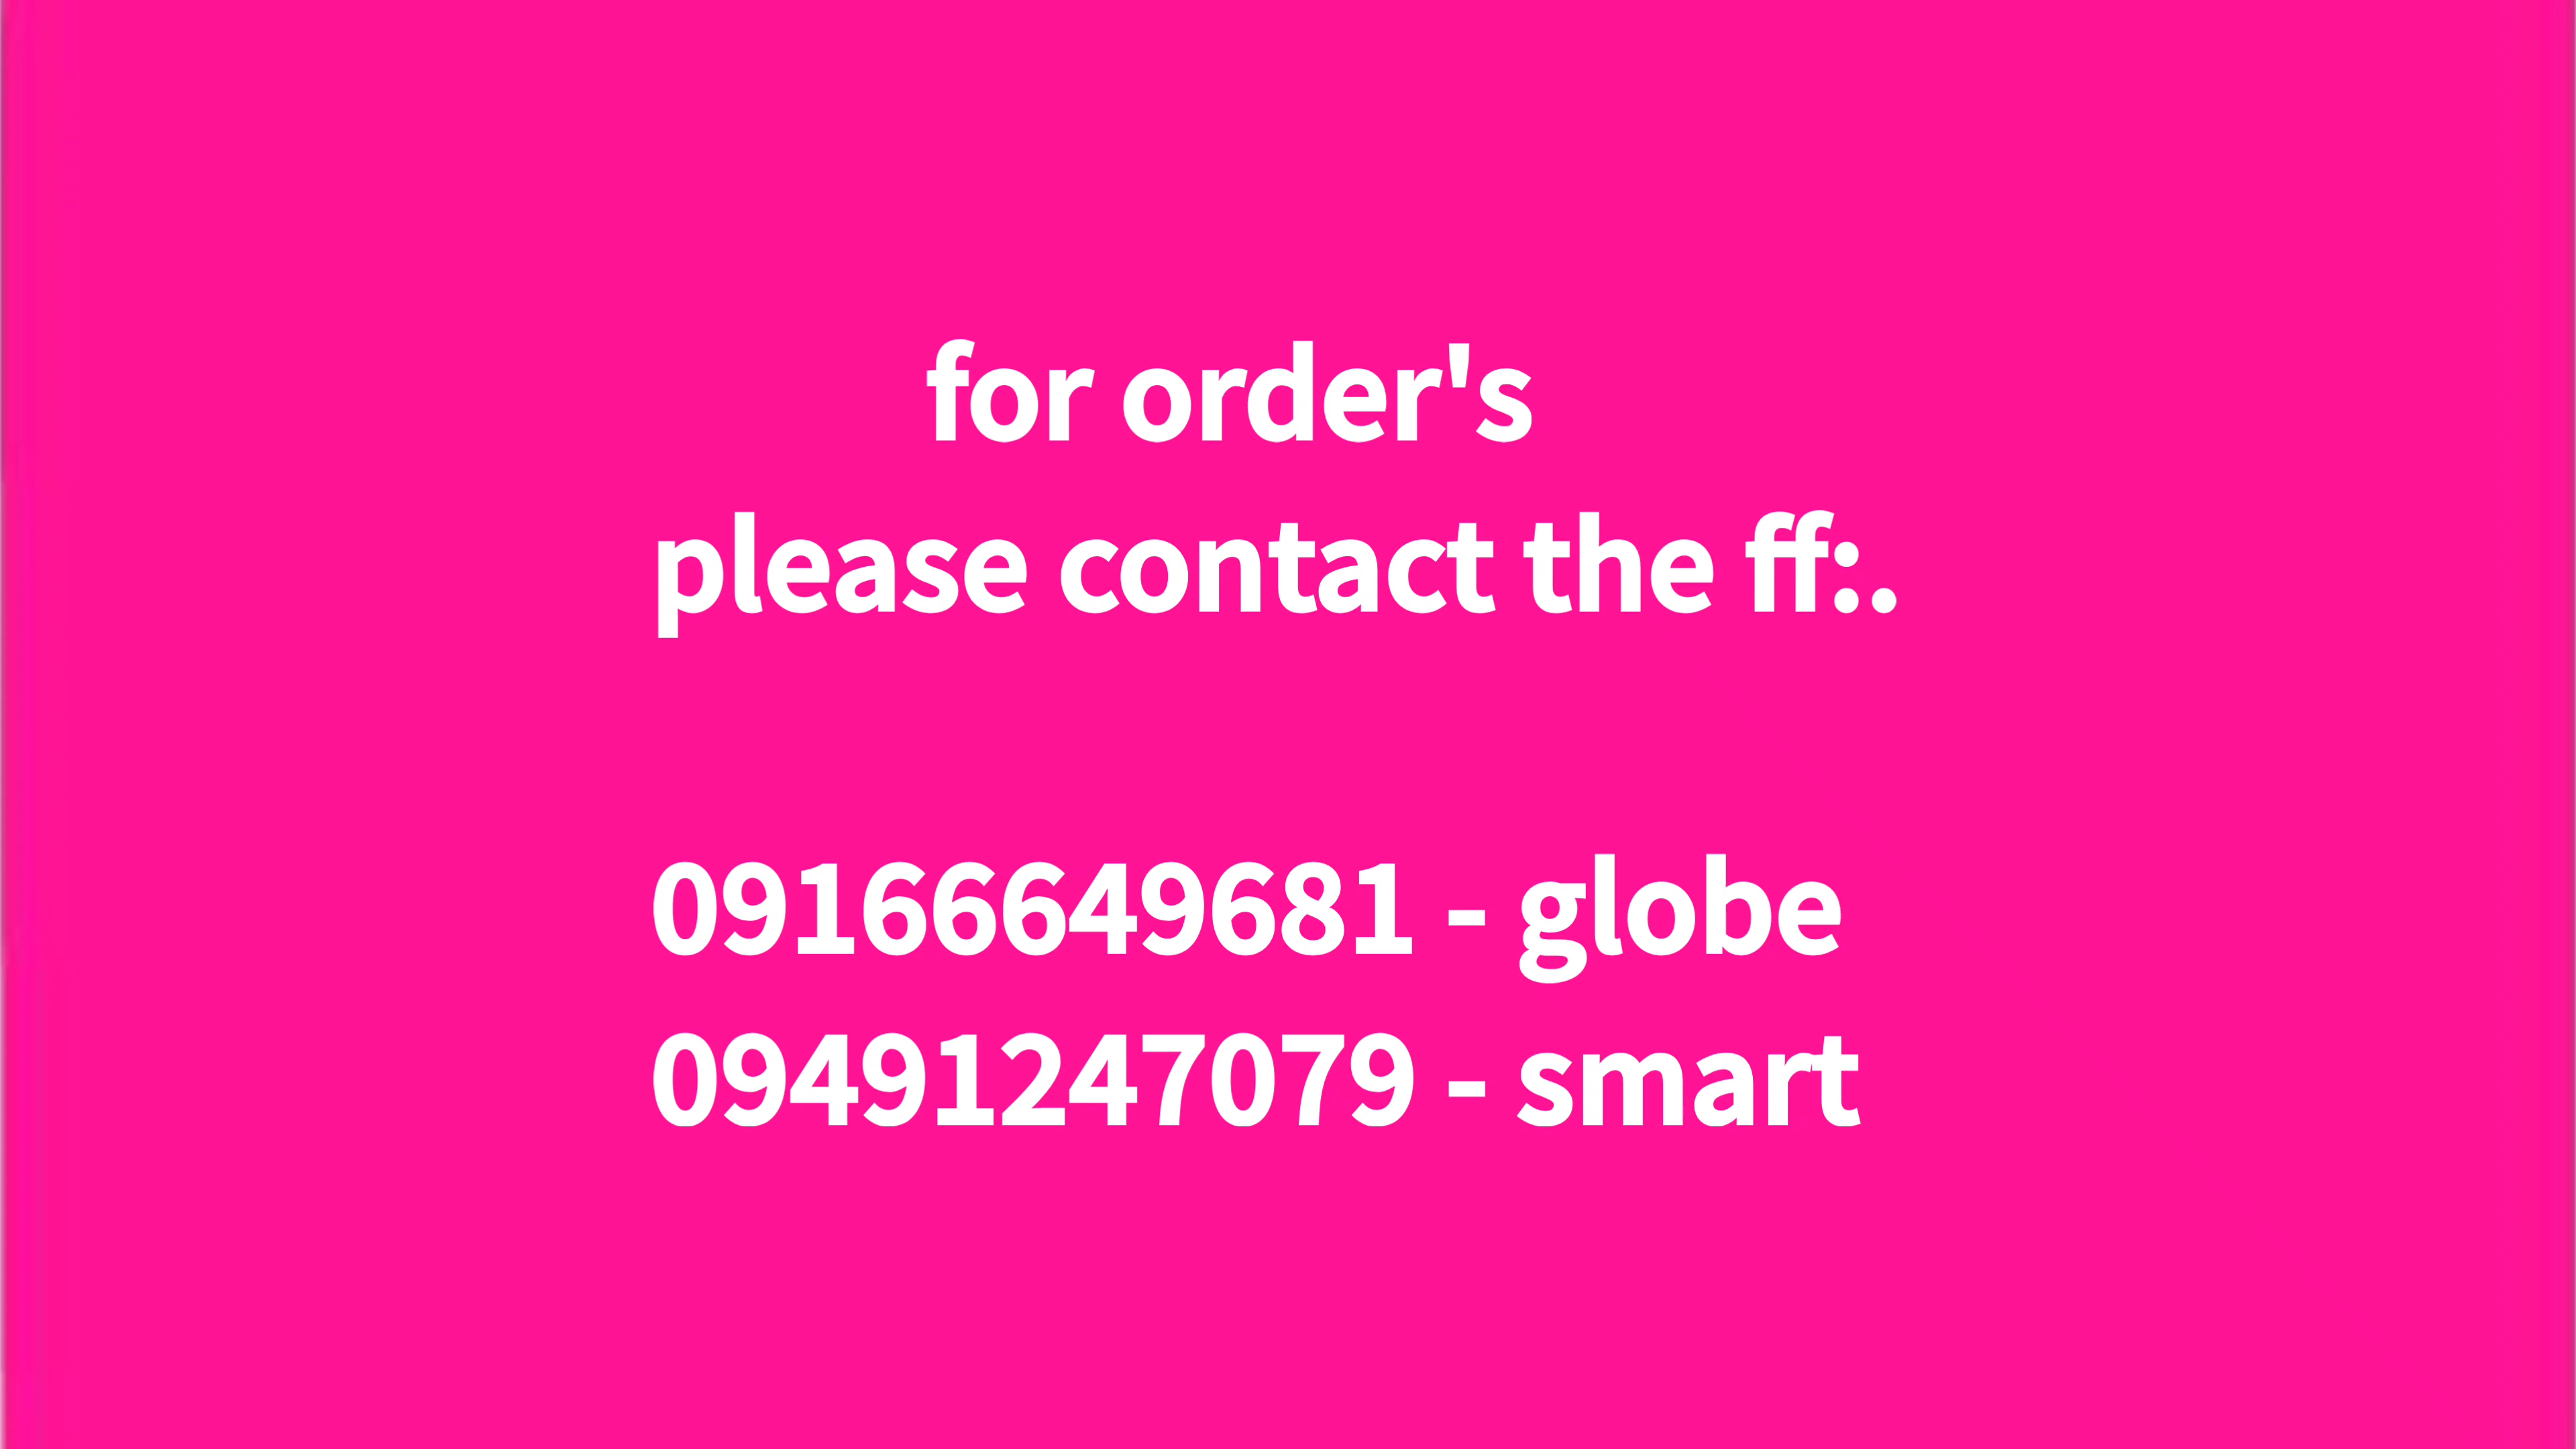 for order's
please contact the ff:.
09166649681 - globe
09491247079 - smart